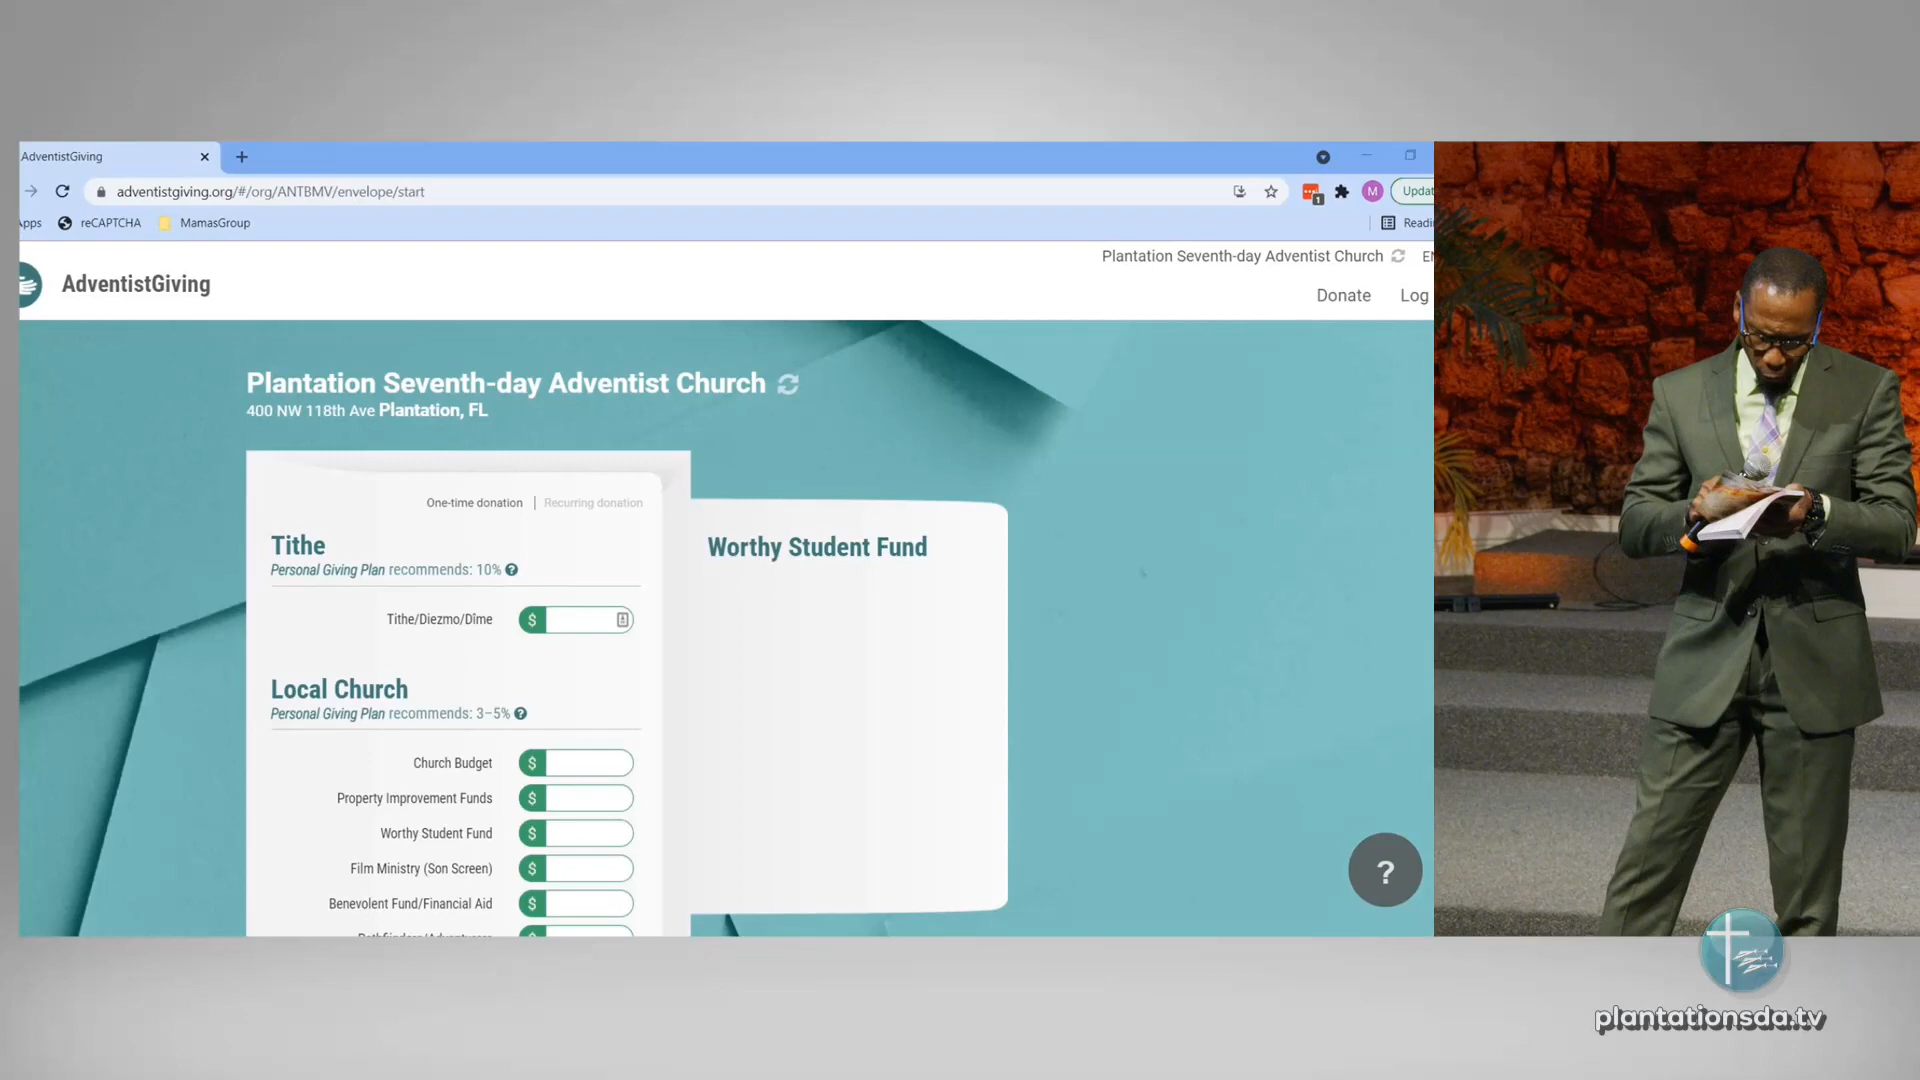 AdventistGiving
adventistgiving.org/#/org/ANTBMV/envelope/start
M
Updat
1
reCAPTCHA
MamasGroup
Plantation Seventh-day Adventist Church
AdventistGiving
Donate
Log
Plantation Seventh-day Adventist Church
400 NW 118th Ave Plantation, FL
One-time donation | Recurring donation
Tithe
Personal Giving Plan recommends: 10% ?
Tithe/Diezmo/Dîme $
Worthy Student Fund
Local Church
Personal Giving Plan recommends: 3–5% ?
Church Budget $
Property Improvement Funds $
Worthy Student Fund $
Film Ministry (Son Screen) $
Benevolent Fund/Financial Aid $
?
plantationsda.tv